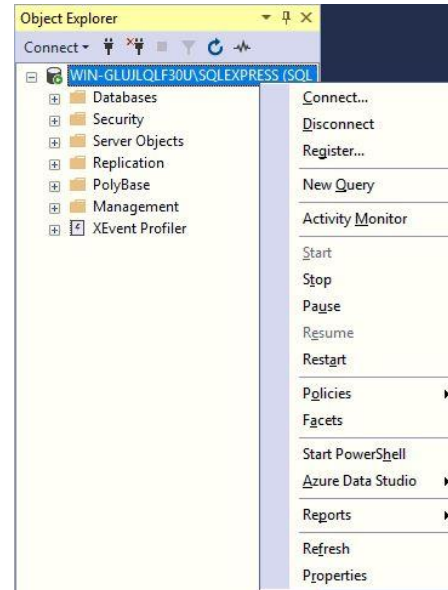 Object Explorer
Connect
WIN-GLUJLQLF30U\SQLEXPRESS (SQL
Databases
Security
Server Objects
Replication
PolyBase
Management
XEvent Profiler
Connect...
Disconnect
Register...
New Query
Activity Monitor
Start
Stop
Pause
Resume
Restart
Policies
Facets
Start PowerShell
Azure Data Studio
Reports
Refresh
Properties